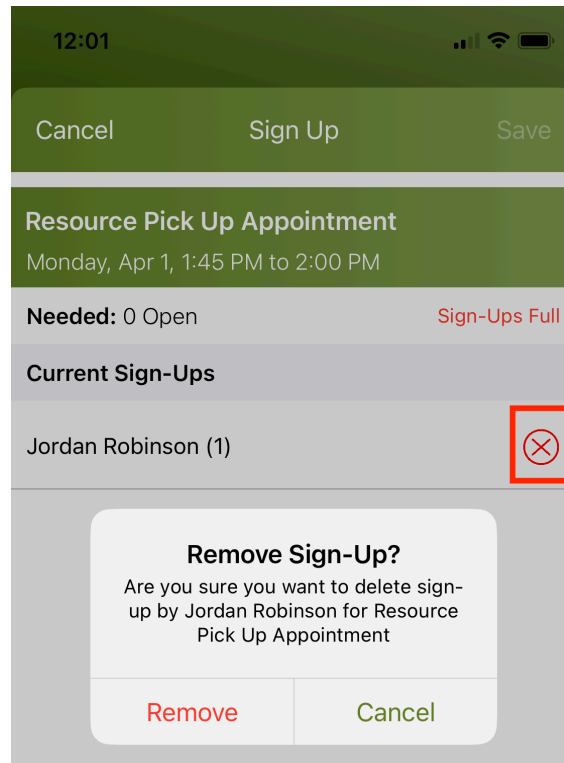 12:01
Cancel Sign Up Save
Resource Pick Up Appointment
Monday, Apr 1, 1:45 PM to 2:00 PM
Needed: 0 Open Sign-Ups Full
Current Sign-Ups
Jordan Robinson (1)
Remove Sign-Up?
Are you sure you want to delete sign-
up by Jordan Robinson for Resource
Pick Up Appointment
Remove Cancel